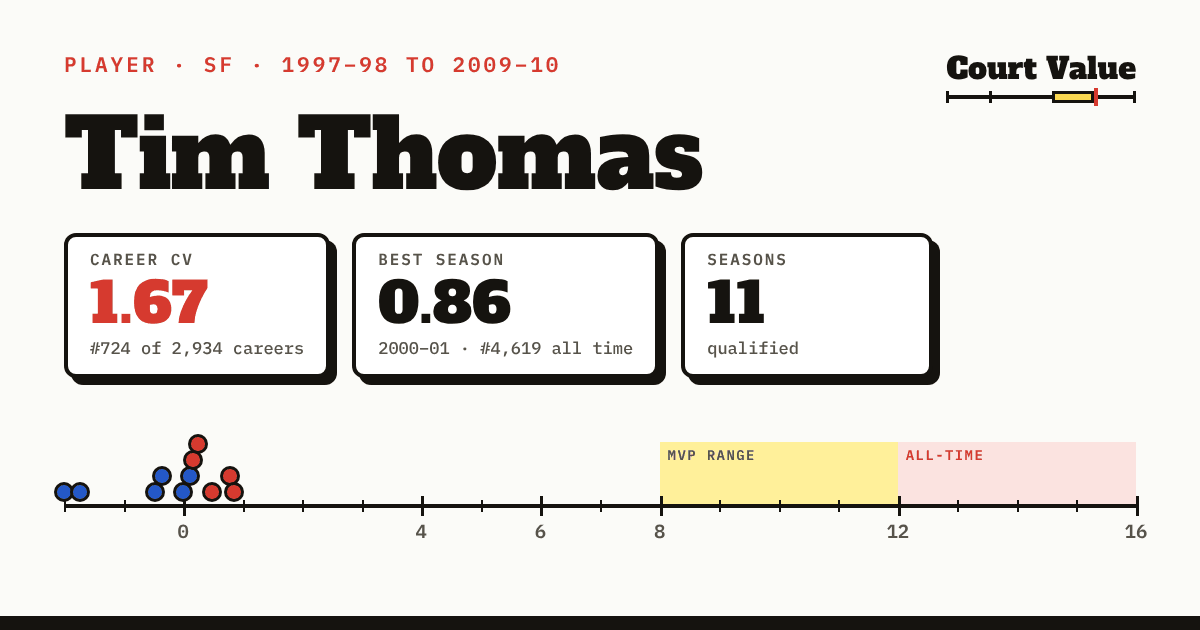 PLAYER · SF · 1997–98 TO 2009–10
Court Value
Tim Thomas
CAREER CV
1.67
#724 of 2,934 careers
BEST SEASON
0.86
2000–01 · #4,619 all time
SEASONS
11
qualified
MVP RANGE
ALL-TIME
0 4 6 8 12 16